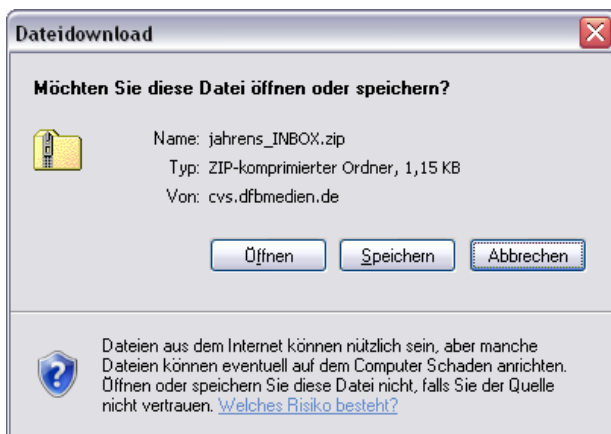 Dateidownload
Möchten Sie diese Datei öffnen oder speichern?
Name: jahrens_INBOX.zip
Typ: ZIP-komprimierter Ordner, 1,15 KB
Von: cvs.dfbmedien.de
Öffnen Speichern Abbrechen
Dateien aus dem Internet können nützlich sein, aber manche
Dateien können eventuell auf dem Computer Schaden anrichten.
Öffnen oder speichern Sie diese Datei nicht, falls Sie der Quelle
nicht vertrauen. Welches Risiko besteht?